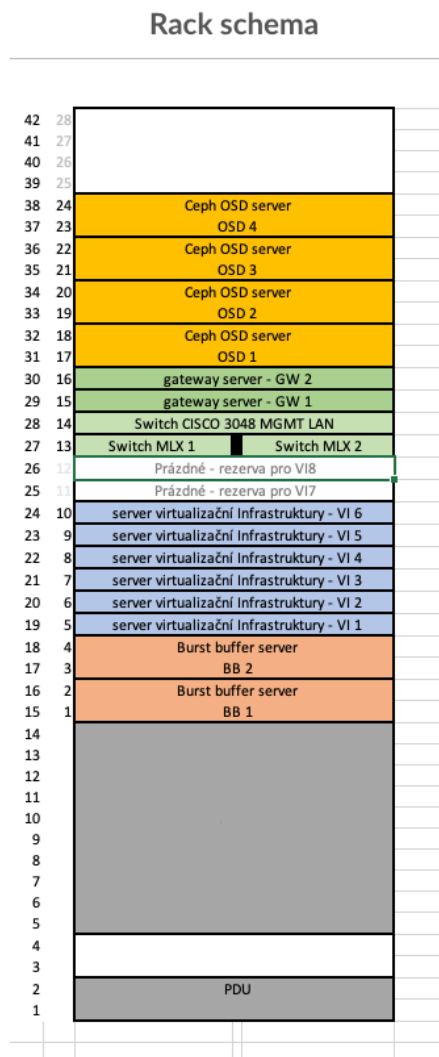 Rack schema
42 28
41 27
40 26
39 25
38 24 Ceph OSD server
37 23 OSD 4
36 22 Ceph OSD server
35 21 OSD 3
34 20 Ceph OSD server
33 19 OSD 2
32 18 Ceph OSD server
31 17 OSD 1
30 16 gateway server - GW 2
29 15 gateway server - GW 1
28 14 Switch CISCO 3048 MGMT LAN
27 13 Switch MLX 1 Switch MLX 2
26 12 Prázdné - rezerva pro VI8
25 11 Prázdné - rezerva pro VI7
24 10 server virtualizační Infrastruktury - VI 6
23 9 server virtualizační Infrastruktury - VI 5
22 8 server virtualizační Infrastruktury - VI 4
21 7 server virtualizační Infrastruktury - VI 3
20 6 server virtualizační Infrastruktury - VI 2
19 5 server virtualizační Infrastruktury - VI 1
18 4 Burst buffer server
17 3 BB 2
16 2 Burst buffer server
15 1 BB 1
14
13
12
11
10
9
8
7
6
5
4
3
2 PDU
1